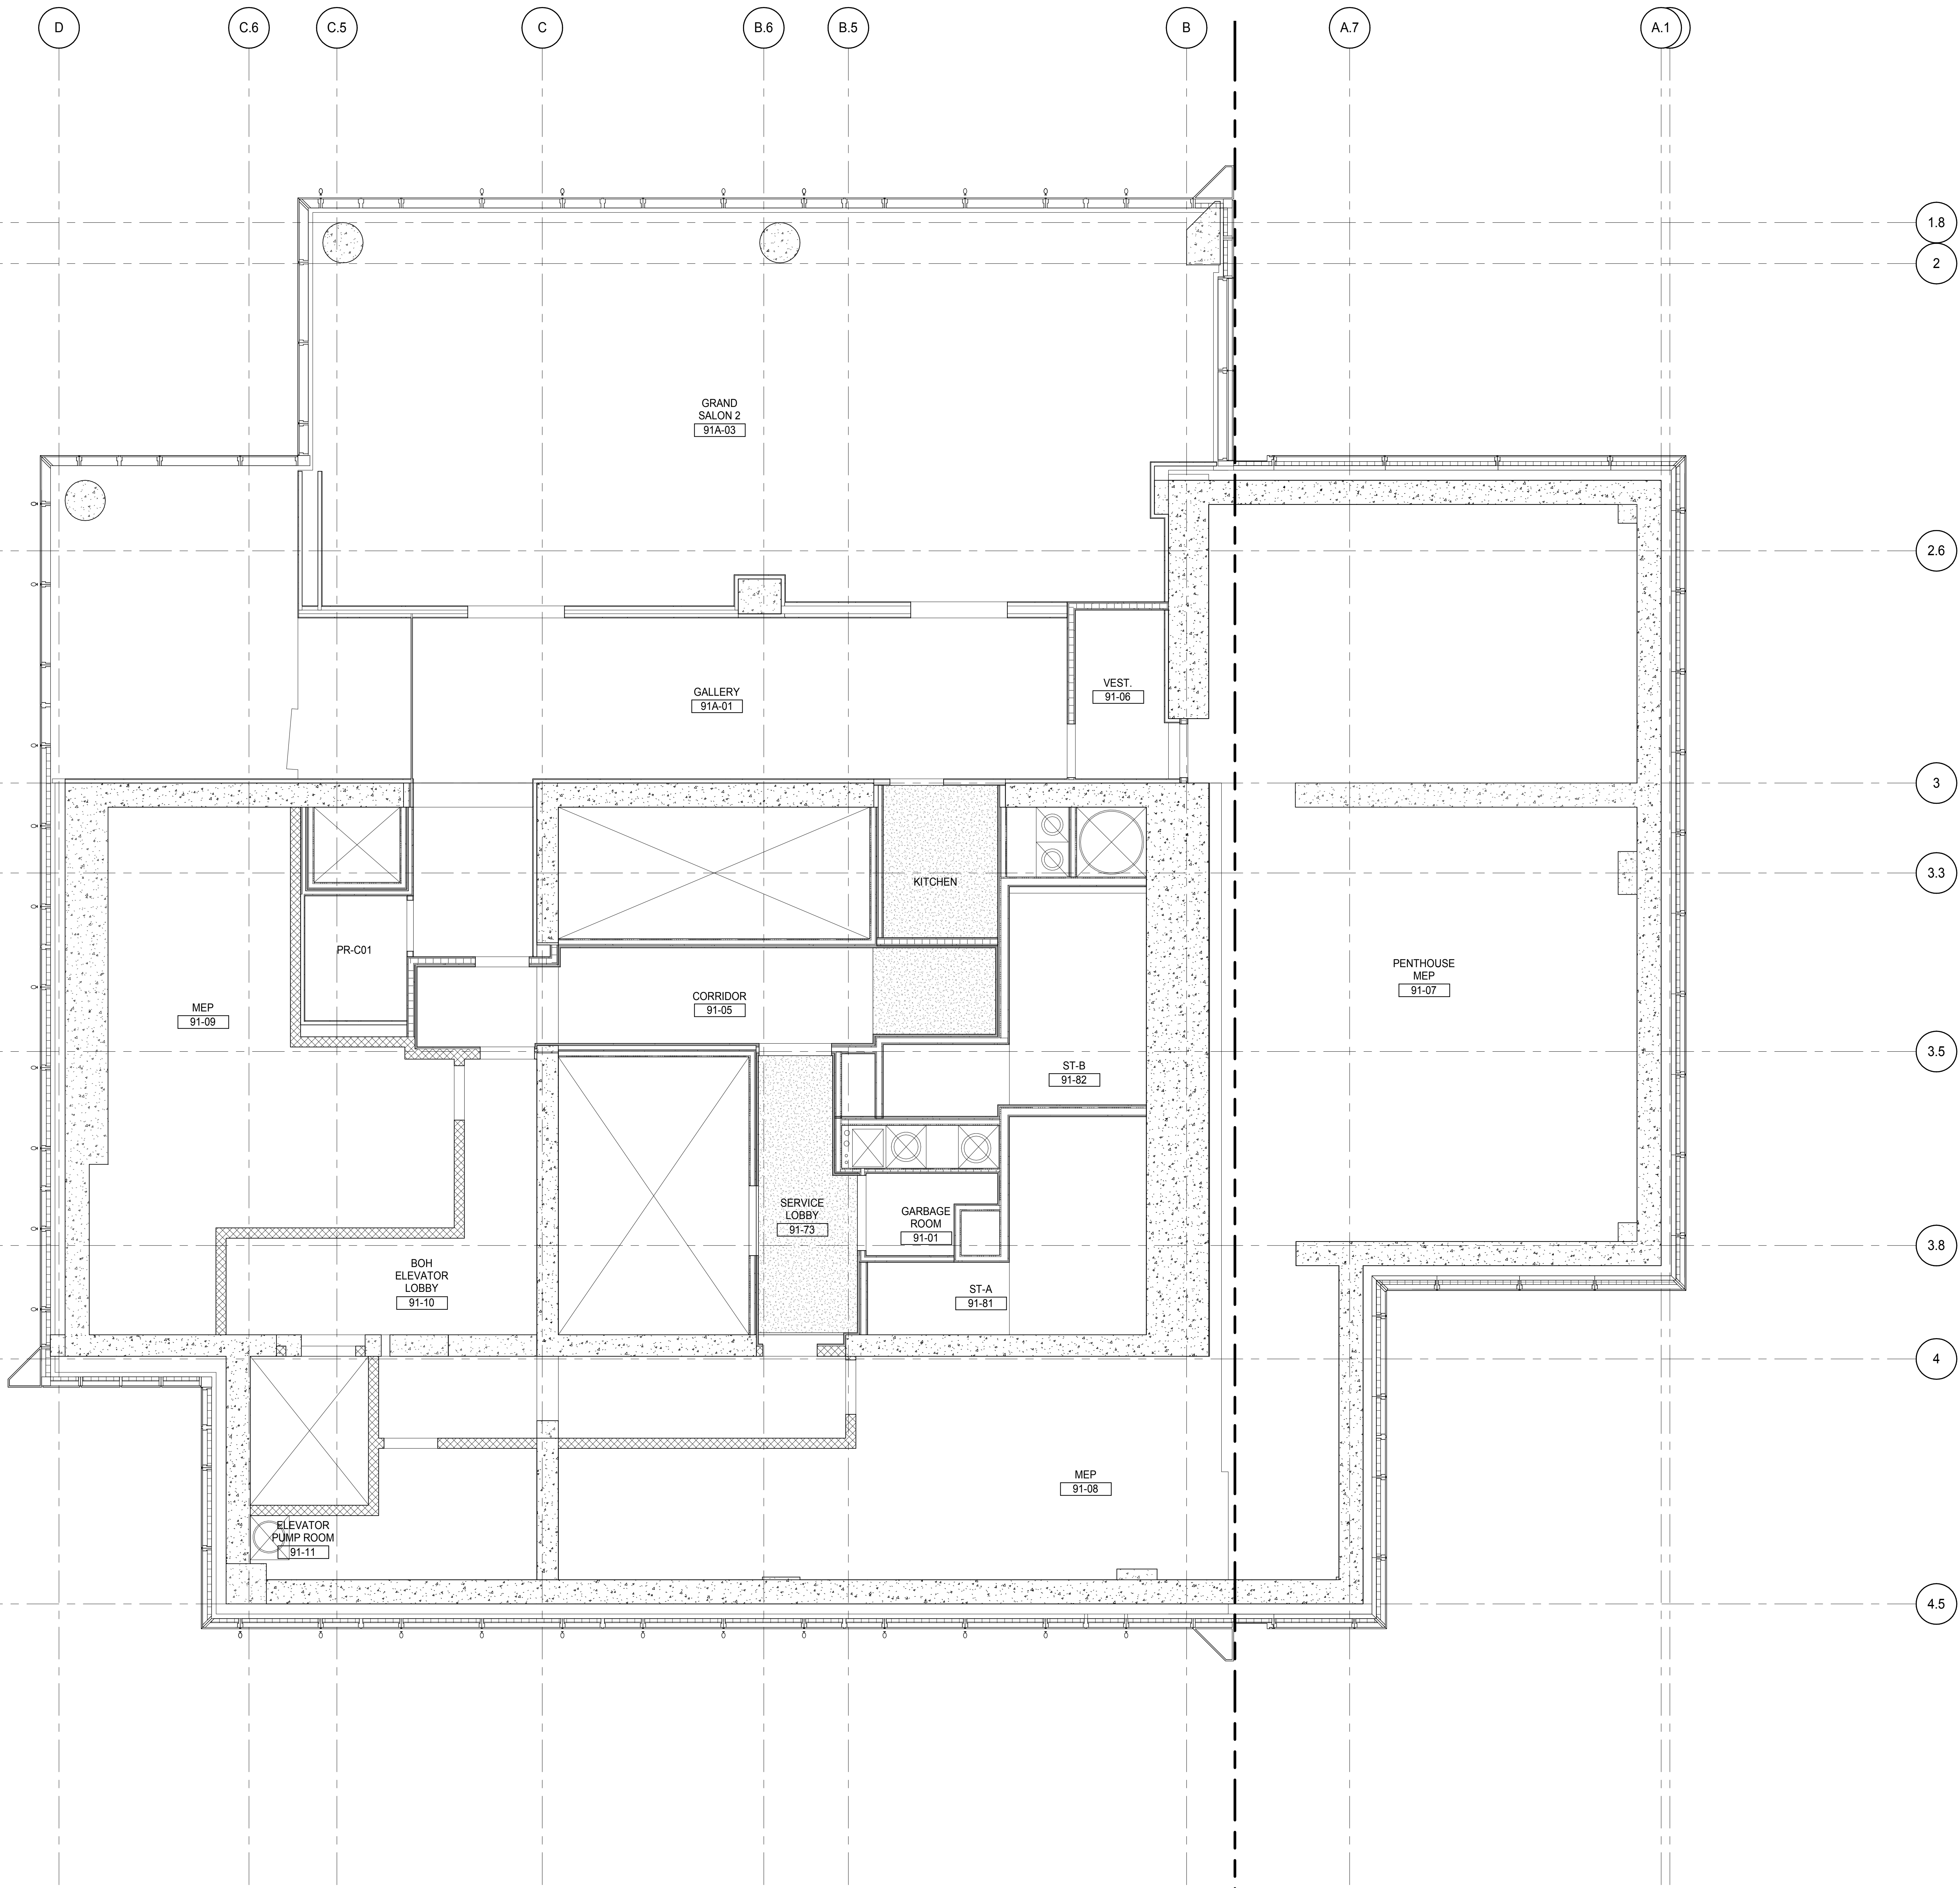 D
C.6
C.5
C
B.6
B.5
B
A.7
A.1
1.8
2
GRAND
SALON 2
91A-03
2.6
VEST.
91-06
GALLERY
91A-01
3
3.3
KITCHEN
PR-C01
PENTHOUSE
MEP
91-07
CORRIDOR
91-05
MEP
91-09
3.5
ST-B
91-82
SERVICE
LOBBY
91-73
GARBAGE
ROOM
91-01
3.8
BOH
ELEVATOR
LOBBY
91-10
ST-A
91-81
4
MEP
91-08
ELEVATOR
PUMP ROOM
91-11
4.5